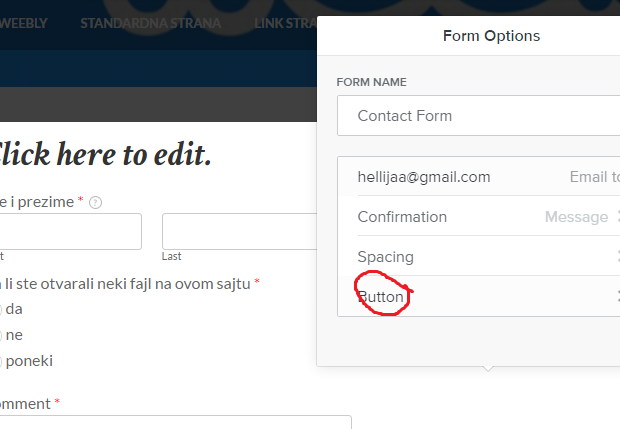 WEEBLY STANDARDNA STRANA LINK STRA
Form Options
FORM NAME
Contact Form
lick here to edit.
hellijaa@gmail.com Email to
e i prezime * ?
Confirmation Message
t Last
Spacing
li ste otvarali neki fajl na ovom sajtu *
Button
da
ne
poneki
omment *